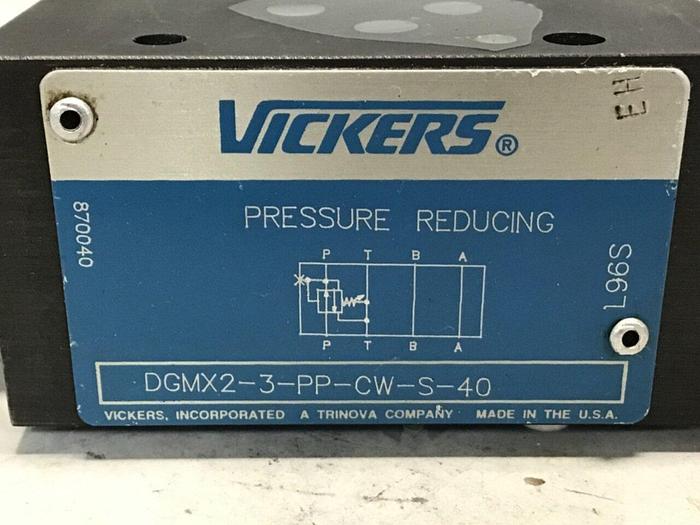 VICKERS®
EH
870040
PRESSURE REDUCING
S96L
P T B A
P T B A
DGMX2-3-PP-CW-S-40
VICKERS, INCORPORATED A TRINOVA COMPANY MADE IN THE U.S.A.